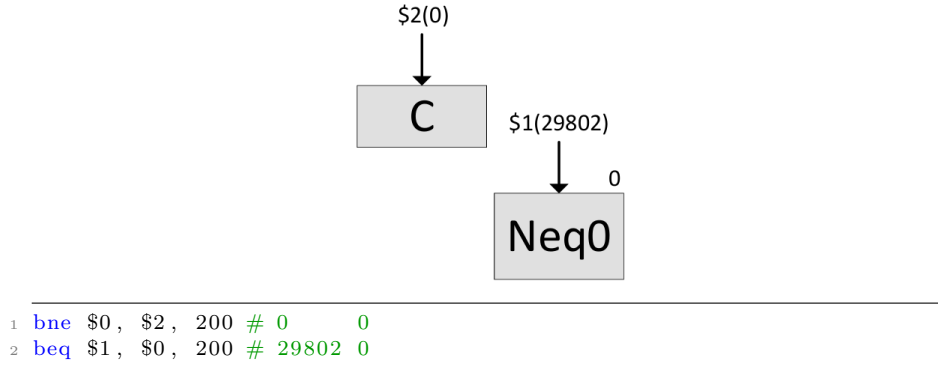 $2(0)
C
$1(29802)
0
Neq0
1 bne $0, $2, 200 # 0 0
2 beq $1, $0, 200 # 29802 0